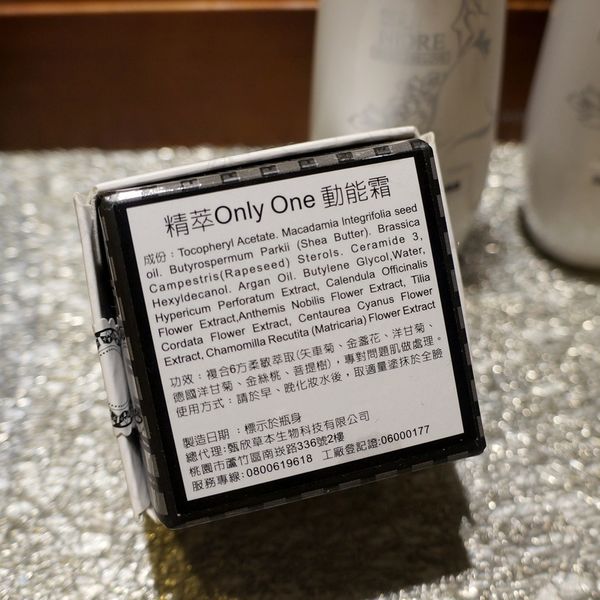 MORE
精萃Only One 動能霜
成份：Tocopheryl Acetate. Macadamia Integrifolia seed
oil. Butyrospermum Parkii (Shea Butter). Brassica
Campestris(Rapeseed) Sterols. Ceramide 3,
Hexyldecanol. Argan Oil. Butylene Glycol,Water,
Hypericum Perforatum Extract, Calendula Officinalis
Flower Extract,Anthemis Nobilis Flower Extract, Tilia
Cordata Flower Extract, Centaurea Cyanus Flower
Extract, Chamomilla Recutita (Matricaria) Flower Extract
功效：複合6方柔敏萃取(矢車菊、金盞花、洋甘菊、
德國洋甘菊、金絲桃、菩提樹)，專對問題肌做處理。
使用方式：請於早、晚化妝水後，取適量塗抹於全臉
製造日期 ：標示於瓶身
總代理:甄欣草本生物科技有限公司
桃園市蘆竹區南崁路336號2樓
服務專線: 0800619618 工廠登記證:06000177